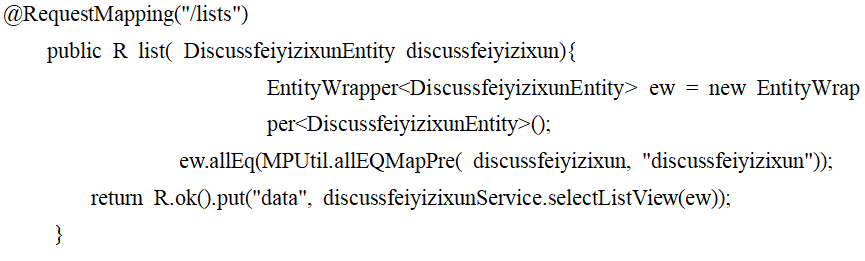 @RequestMapping("/lists")
public R list( DiscussfeiyizixunEntity discussfeiyizixun){
EntityWrapper<DiscussfeiyizixunEntity> ew = new EntityWrap
per<DiscussfeiyizixunEntity>();
ew.allEq(MPUtil.allEQMapPre( discussfeiyizixun, "discussfeiyizixun"));
return R.ok().put("data", discussfeiyizixunService.selectListView(ew));
}